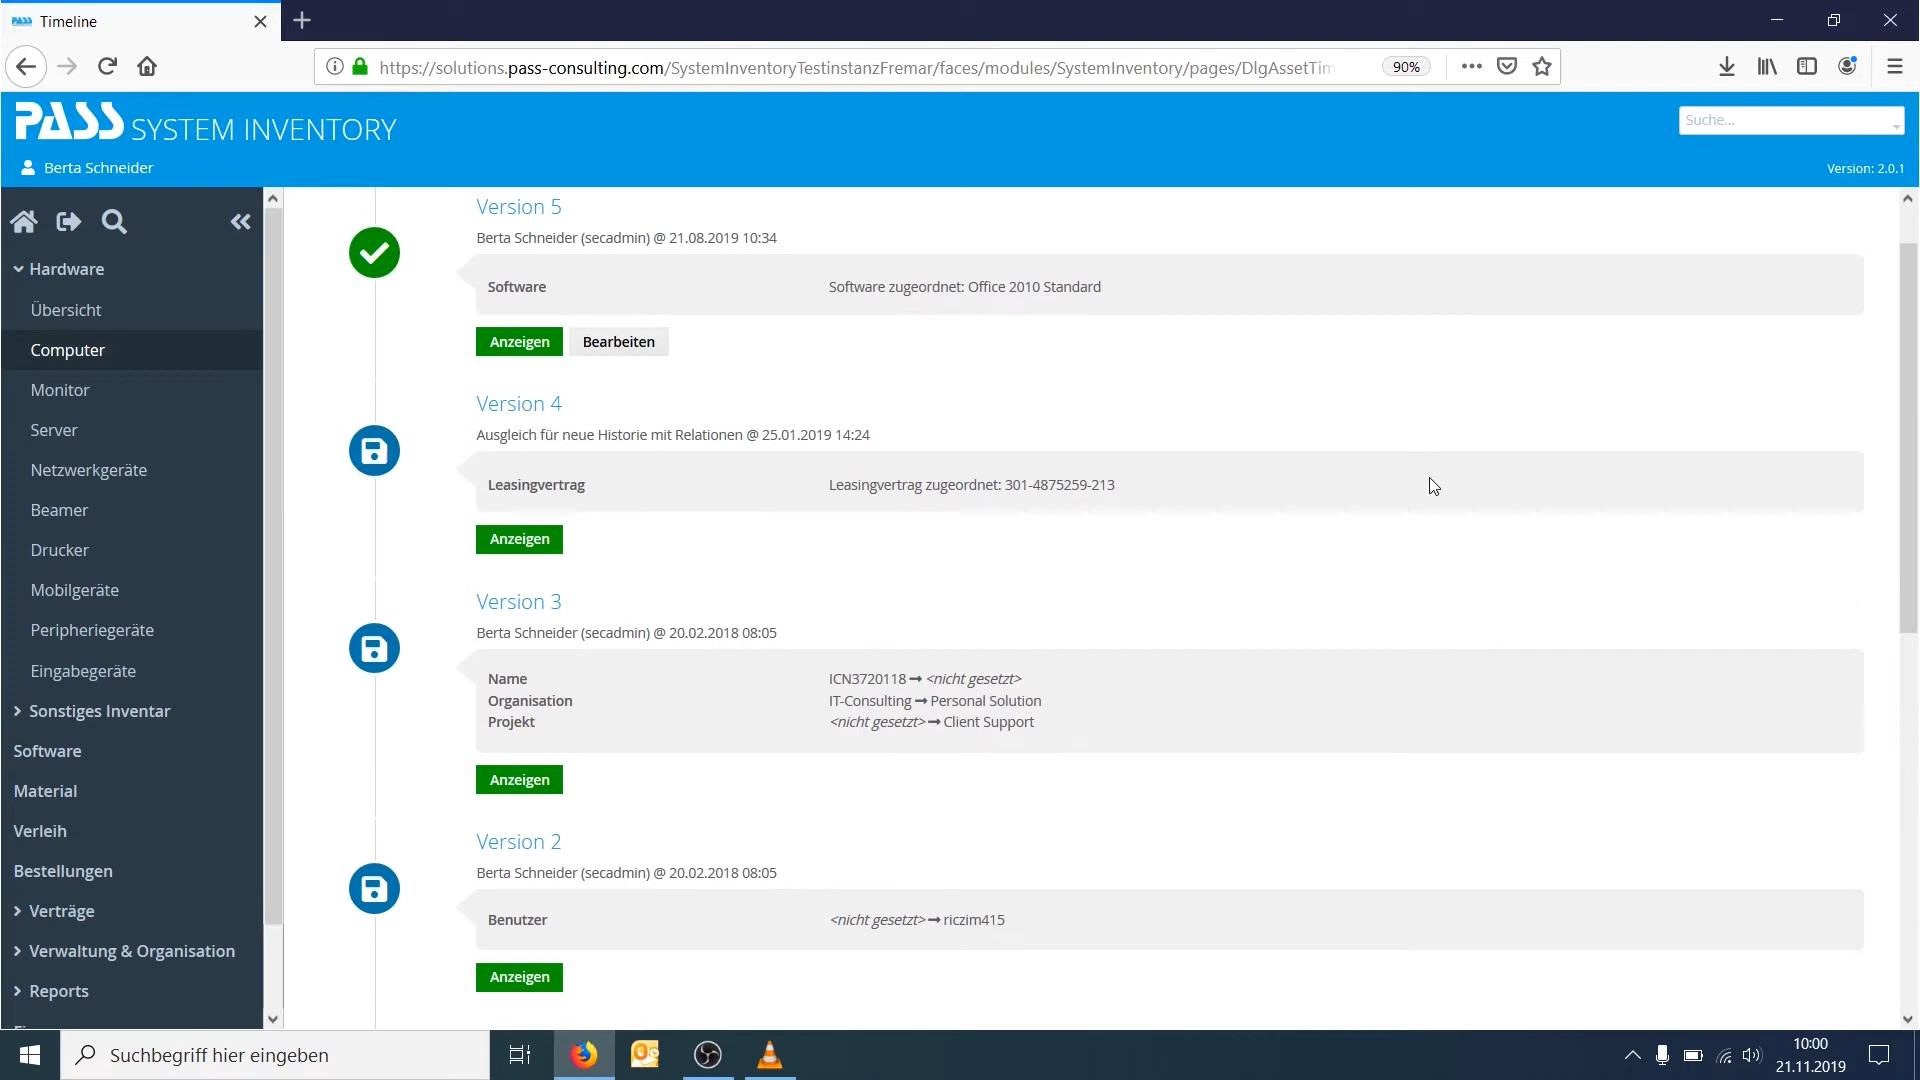 Timeline
https://solutions.pass-consulting.com/SystemInventoryTestinstanzFremar/faces/modules/SystemInventory/pages/DlgAssetTim
90%
PASS SYSTEM INVENTORY
Suche...
Berta Schneider
Version: 2.0.1
Hardware
Übersicht
Computer
Monitor
Server
Netzwerkgeräte
Beamer
Drucker
Mobilgeräte
Peripheriegeräte
Eingabegeräte
Sonstiges Inventar
Software
Material
Verleih
Bestellungen
Verträge
Verwaltung & Organisation
Reports
Version 5
Berta Schneider (secadmin) @ 21.08.2019 10:34
Software Software zugeordnet: Office 2010 Standard
Anzeigen Bearbeiten
Version 4
Ausgleich für neue Historie mit Relationen @ 25.01.2019 14:24
Leasingvertrag Leasingvertrag zugeordnet: 301-4875259-213
Anzeigen
Version 3
Berta Schneider (secadmin) @ 20.02.2018 08:05
Name ICN3720118 → <nicht gesetzt>
Organisation IT-Consulting → Personal Solution
Projekt <nicht gesetzt> → Client Support
Anzeigen
Version 2
Berta Schneider (secadmin) @ 20.02.2018 08:05
Benutzer <nicht gesetzt> → riczim415
Anzeigen
Suchbegriff hier eingeben
10:00
21.11.2019